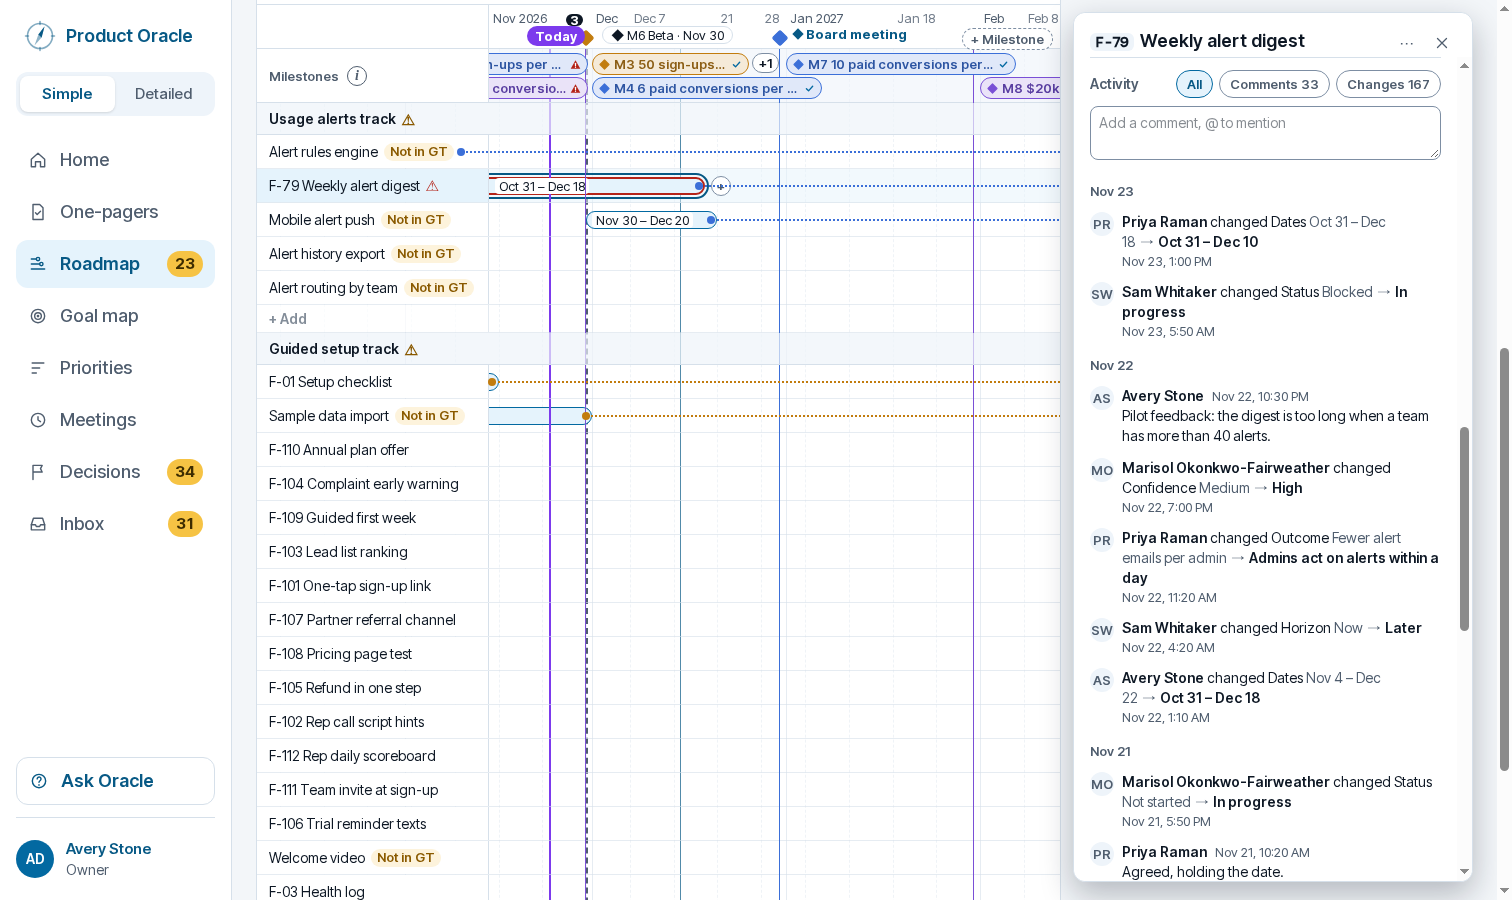 Product Oracle
Simple
Detailed
Home
One-pagers
Roadmap
23
Goal map
Priorities
Meetings
Decisions
34
Inbox
31
Ask Oracle
AD
Avery Stone
Owner
Nov 2026
3
Dec
Dec 7
21
28
Jan 2027
Jan 18
Feb
Feb 8
Today
M6 Beta · Nov 30
Board meeting
+ Milestone
Milestones
i
n-ups per ...
M3 50 sign-ups...
+1
M7 10 paid conversions per...
conversio...
M4 6 paid conversions per ...
M8 $20k
Usage alerts track
Alert rules engine
Not in GT
F-79 Weekly alert digest
Oct 31 – Dec 18
+
Mobile alert push
Not in GT
Nov 30 – Dec 20
Alert history export
Not in GT
Alert routing by team
Not in GT
+ Add
Guided setup track
F-01 Setup checklist
Sample data import
Not in GT
F-110 Annual plan offer
F-104 Complaint early warning
F-109 Guided first week
F-103 Lead list ranking
F-101 One-tap sign-up link
F-107 Partner referral channel
F-108 Pricing page test
F-105 Refund in one step
F-102 Rep call script hints
F-112 Rep daily scoreboard
F-111 Team invite at sign-up
F-106 Trial reminder texts
Welcome video
Not in GT
F-03 Health log
F-79
Weekly alert digest
...
Activity
All
Comments 33
Changes 167
Add a comment, @ to mention
Nov 23
PR
Priya Raman changed Dates Oct 31 – Dec
18 → Oct 31 – Dec 10
Nov 23, 1:00 PM
SW
Sam Whitaker changed Status Blocked → In
progress
Nov 23, 5:50 AM
Nov 22
AS
Avery Stone Nov 22, 10:30 PM
Pilot feedback: the digest is too long when a team
has more than 40 alerts.
MO
Marisol Okonkwo-Fairweather changed
Confidence Medium → High
Nov 22, 7:00 PM
PR
Priya Raman changed Outcome Fewer alert
emails per admin → Admins act on alerts within a
day
Nov 22, 11:20 AM
SW
Sam Whitaker changed Horizon Now → Later
Nov 22, 4:20 AM
AS
Avery Stone changed Dates Nov 4 – Dec
22 → Oct 31 – Dec 18
Nov 22, 1:10 AM
Nov 21
MO
Marisol Okonkwo-Fairweather changed Status
Not started → In progress
Nov 21, 5:50 PM
PR
Priya Raman Nov 21, 10:20 AM
Agreed, holding the date.